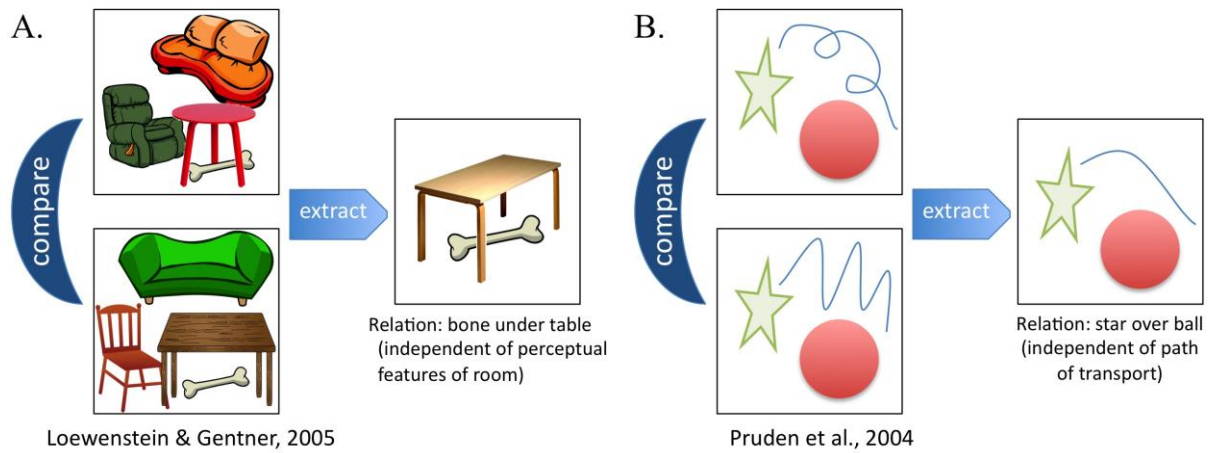 A.
compare
extract
Relation: bone under table
(independent of perceptual
features of room)
Loewenstein & Gentner, 2005
B.
compare
extract
Relation: star over ball
(independent of path
of transport)
Pruden et al., 2004